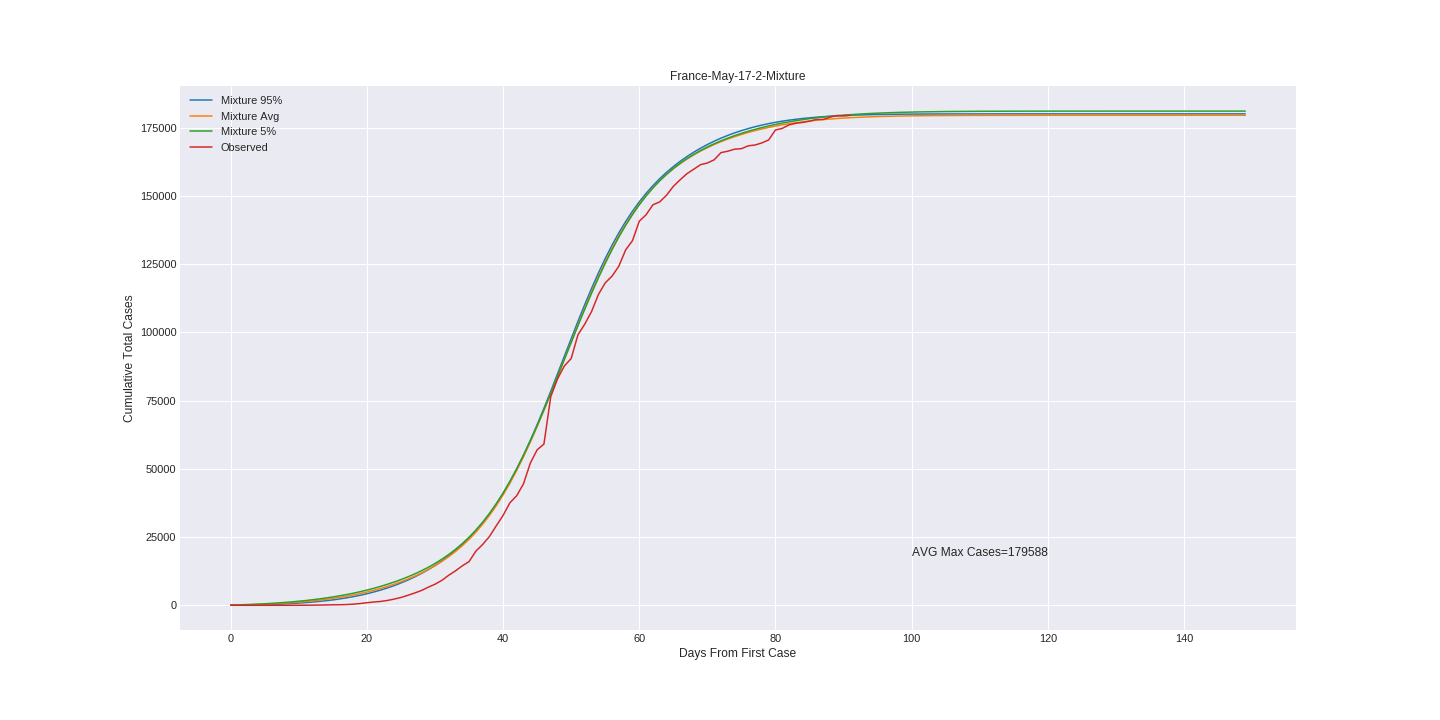 France-May-17-2-Mixture
Mixture 95%
Mixture Avg
Mixture 5%
Observed
175000
150000
125000
100000
75000
50000
25000
0
Cumulative Total Cases
AVG Max Cases=179588
0 20 40 60 80 100 120 140
Days From First Case